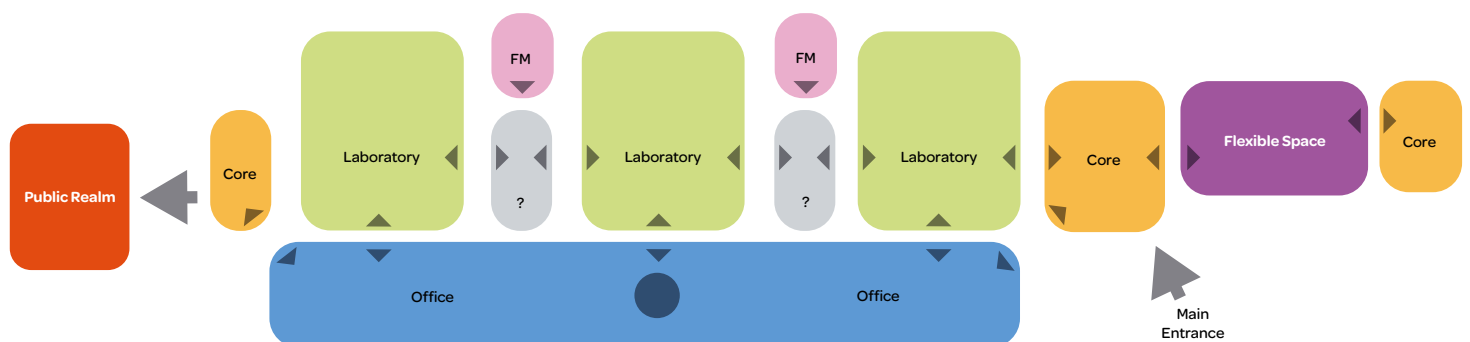 FM
FM
Laboratory
Laboratory
Laboratory
Core
Flexible Space
Core
Core
Public Realm
?
?
Office
Office
Main
Entrance